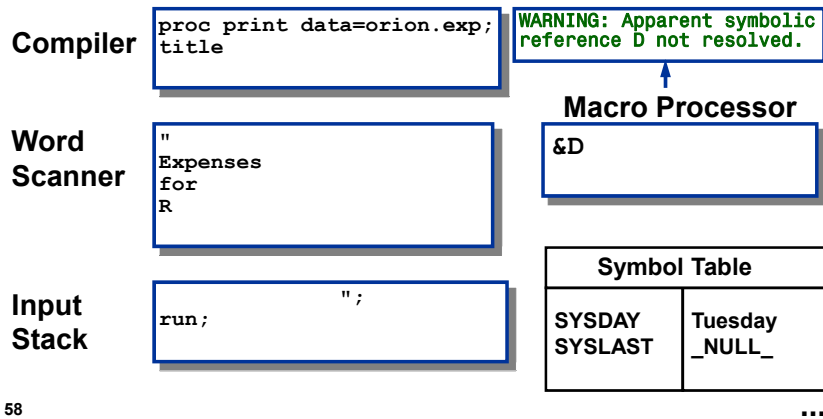 Compiler
proc print data=orion.exp;
title
WARNING: Apparent symbolic
reference D not resolved.
Macro Processor
&D
Word
Scanner
"
Expenses
for
R
Symbol Table
SYSDAY Tuesday
SYSLAST _NULL_
Input
Stack
";
run;
58
...